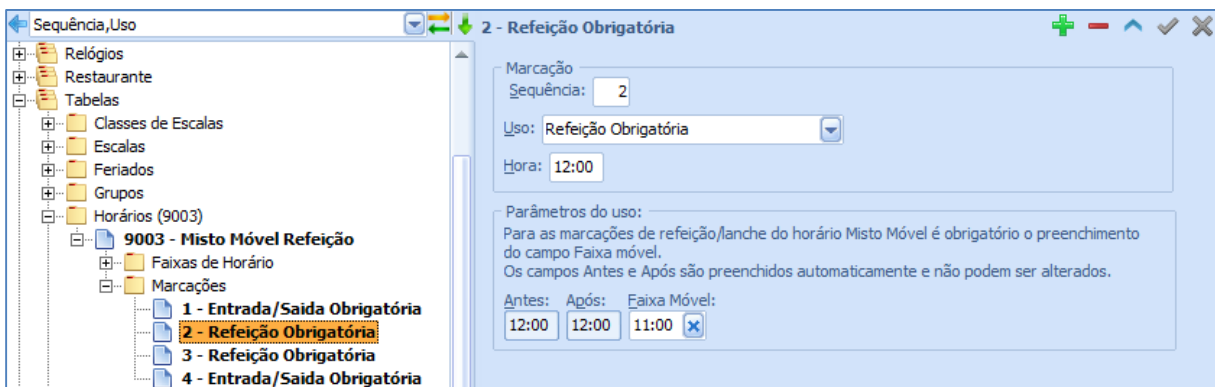 Sequência,Uso
Relógios
Restaurante
Tabelas
Classes de Escalas
Escalas
Feriados
Grupos
Horários (9003)
9003 - Misto Móvel Refeição
Faixas de Horário
Marcações
1 - Entrada/Saida Obrigatória
2 - Refeição Obrigatória
3 - Refeição Obrigatória
4 - Entrada/Saida Obrigatória
2 - Refeição Obrigatória
Marcação
Sequência: 2
Uso: Refeição Obrigatória
Hora: 12:00
Parâmetros do uso:
Para as marcações de refeição/lanche do horário Misto Móvel é obrigatório o preenchimento
do campo Faixa móvel.
Os campos Antes e Após são preenchidos automaticamente e não podem ser alterados.
Antes: Após: Faixa Móvel:
12:00 12:00 11:00